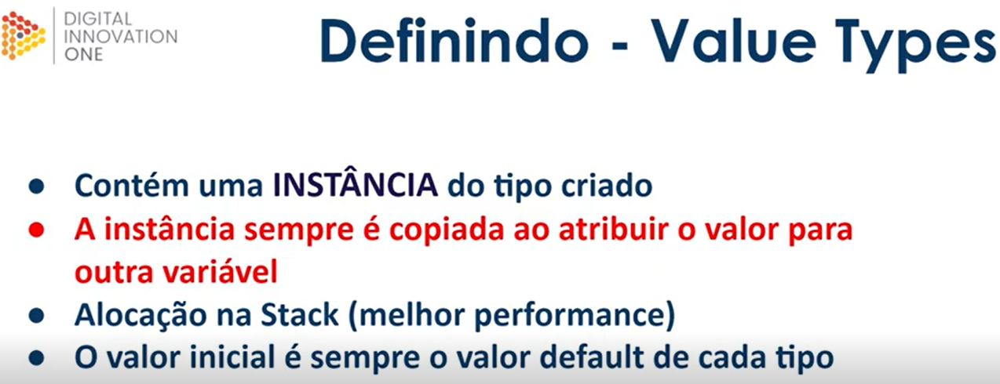 DIGITAL
INNOVATION
ONE
Definindo - Value Types
● Contém uma INSTÂNCIA do tipo criado
● A instância sempre é copiada ao atribuir o valor para
outra variável
● Alocação na Stack (melhor performance)
● O valor inicial é sempre o valor default de cada tipo